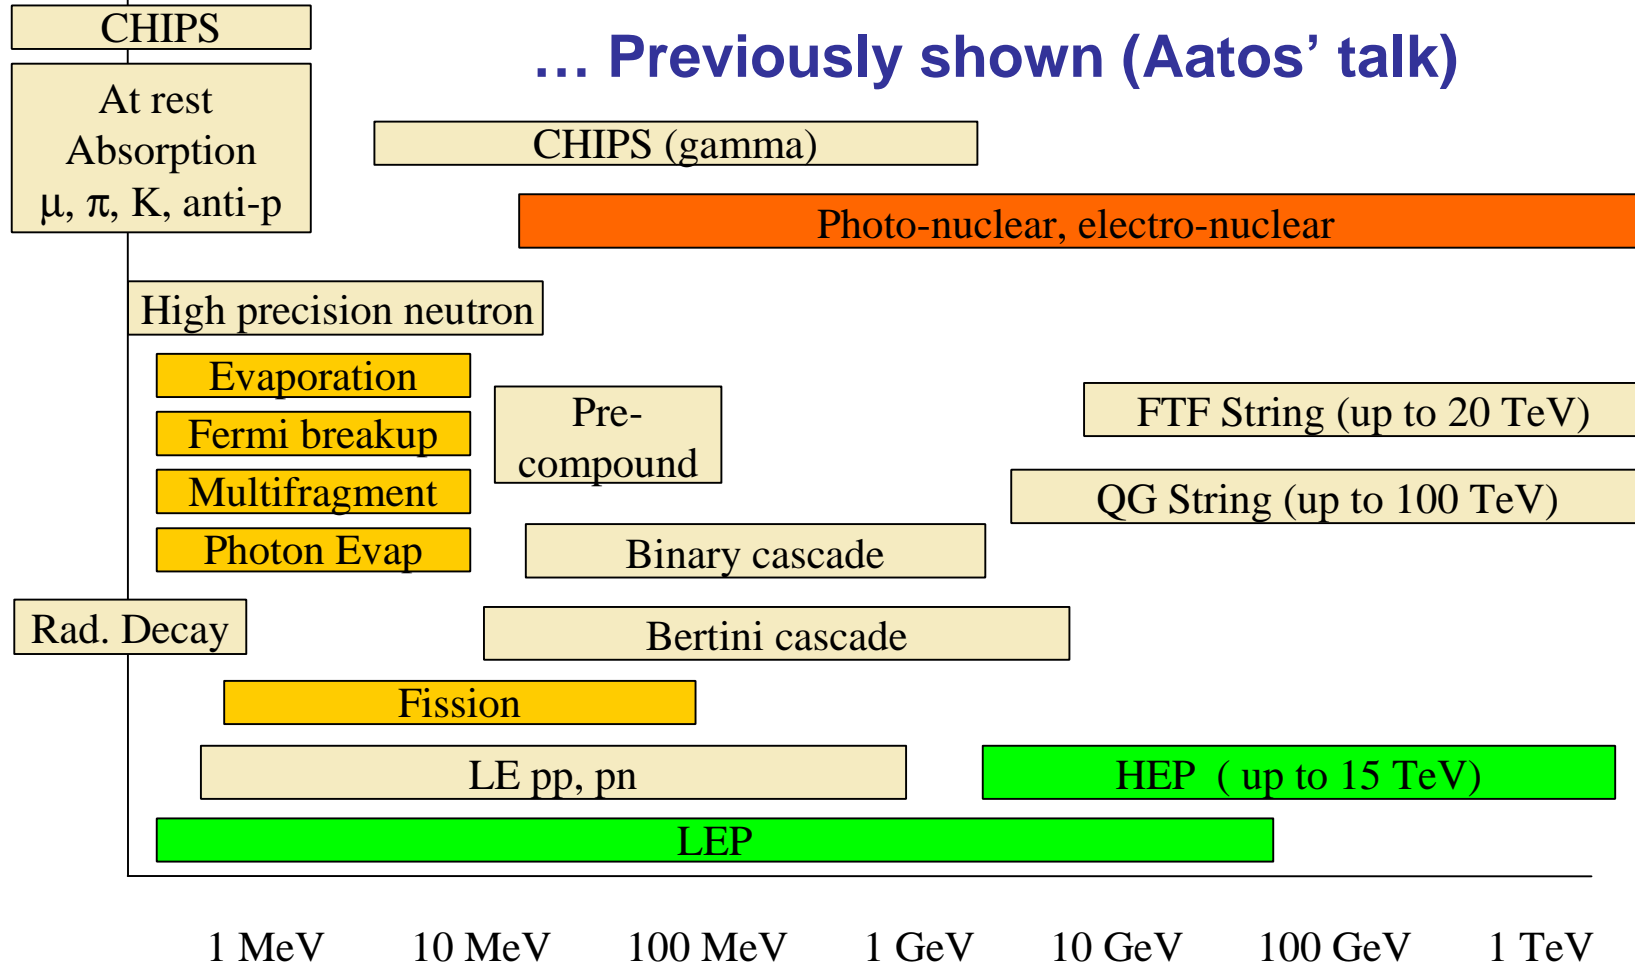 CHIPS
… Previously shown (Aatos’ talk)
At rest
Absorption
μ, π, K, anti-p
CHIPS (gamma)
Photo-nuclear, electro-nuclear
High precision neutron
Evaporation
Fermi breakup
Multifragment
Photon Evap
Pre-
compound
FTF String (up to 20 TeV)
QG String (up to 100 TeV)
Binary cascade
Rad. Decay
Bertini cascade
Fission
LE pp, pn
HEP ( up to 15 TeV)
LEP
1 MeV 10 MeV 100 MeV 1 GeV 10 GeV 100 GeV 1 TeV